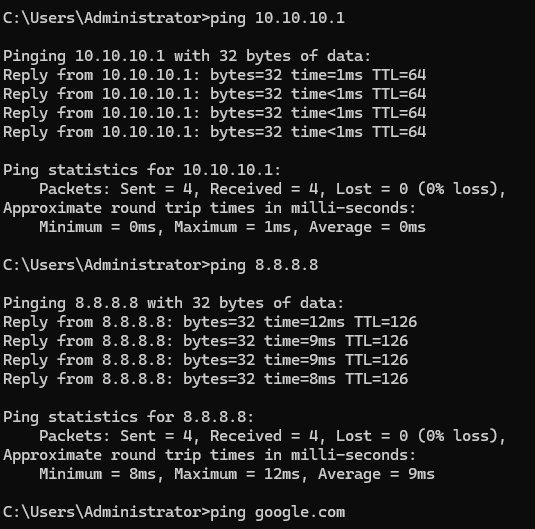 C:\Users\Administrator>ping 10.10.10.1
Pinging 10.10.10.1 with 32 bytes of data:
Reply from 10.10.10.1: bytes=32 time=1ms TTL=64
Reply from 10.10.10.1: bytes=32 time<1ms TTL=64
Reply from 10.10.10.1: bytes=32 time<1ms TTL=64
Reply from 10.10.10.1: bytes=32 time<1ms TTL=64
Ping statistics for 10.10.10.1:
    Packets: Sent = 4, Received = 4, Lost = 0 (0% loss),
Approximate round trip times in milli-seconds:
    Minimum = 0ms, Maximum = 1ms, Average = 0ms
C:\Users\Administrator>ping 8.8.8.8
Pinging 8.8.8.8 with 32 bytes of data:
Reply from 8.8.8.8: bytes=32 time=12ms TTL=126
Reply from 8.8.8.8: bytes=32 time=9ms TTL=126
Reply from 8.8.8.8: bytes=32 time=9ms TTL=126
Reply from 8.8.8.8: bytes=32 time=8ms TTL=126
Ping statistics for 8.8.8.8:
    Packets: Sent = 4, Received = 4, Lost = 0 (0% loss),
Approximate round trip times in milli-seconds:
    Minimum = 8ms, Maximum = 12ms, Average = 9ms
C:\Users\Administrator>ping google.com